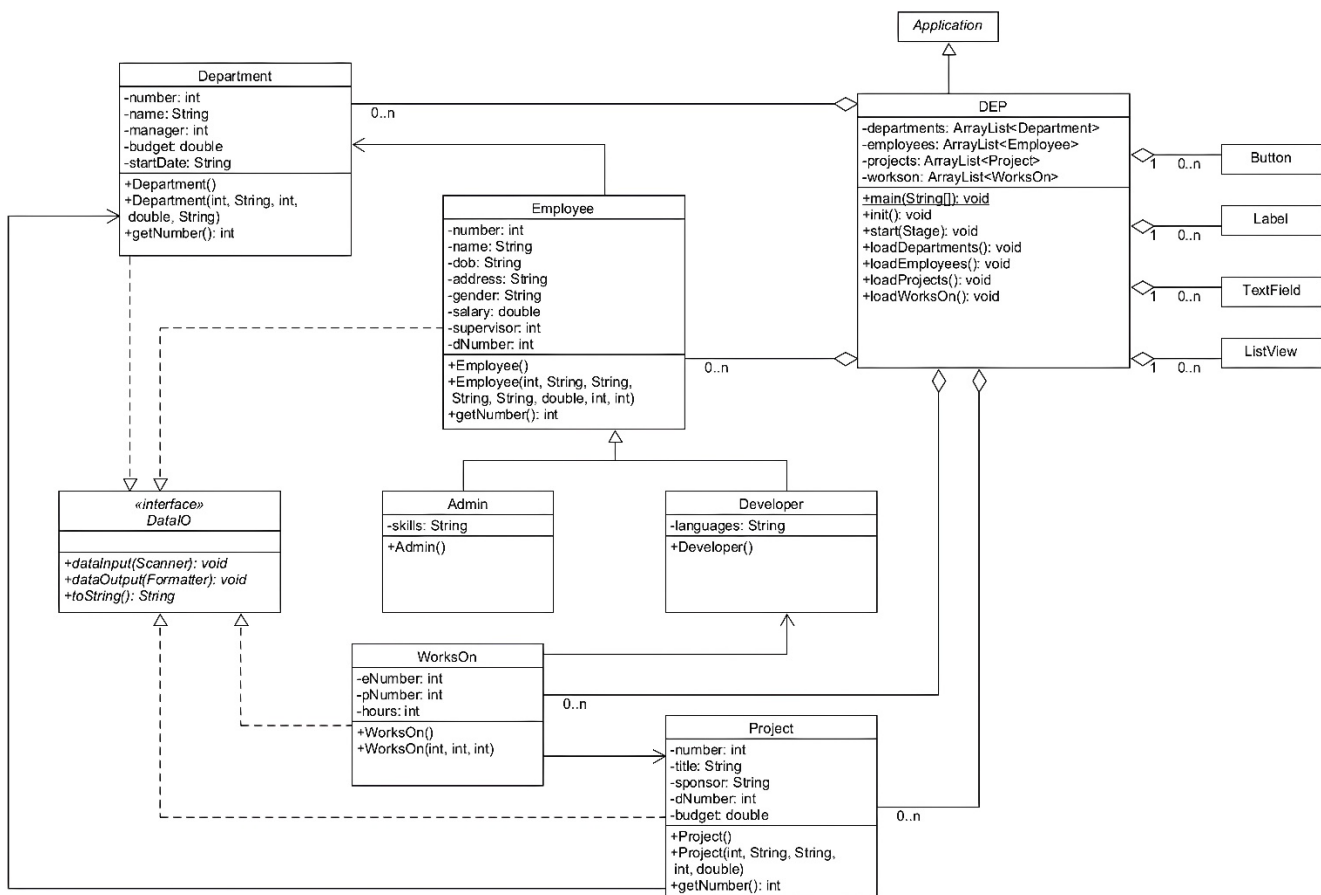 Application
Department
-number: int
-name: String
-manager: int
-budget: double
-startDate: String
+Department()
+Department(int, String, int,
double, String)
+getNumber(): int
0..n
DEP
-departments: ArrayList<Department>
-employees: ArrayList<Employee>
-projects: ArrayList<Project>
-workson: ArrayList<WorksOn>
+main(String[]): void
+init(): void
+start(Stage): void
+loadDepartments(): void
+loadEmployees(): void
+loadProjects(): void
+loadWorksOn(): void
1 0..n
Button
1 0..n
Label
1 0..n
TextField
1 0..n
ListView
Employee
-number: int
-name: String
-dob: String
-address: String
-gender: String
-salary: double
-supervisor: int
-dNumber: int
+Employee()
+Employee(int, String, String,
String, String, double, int, int)
+getNumber(): int
0..n
«interface»
DataIO
+dataInput(Scanner): void
+dataOutput(Formatter): void
+toString(): String
Admin
-skills: String
+Admin()
Developer
-languages: String
+Developer()
WorksOn
-eNumber: int
-pNumber: int
-hours: int
+WorksOn()
+WorksOn(int, int, int)
0..n
Project
-number: int
-title: String
-sponsor: String
-dNumber: int
-budget: double
+Project()
+Project(int, String, String,
int, double)
+getNumber(): int
0..n